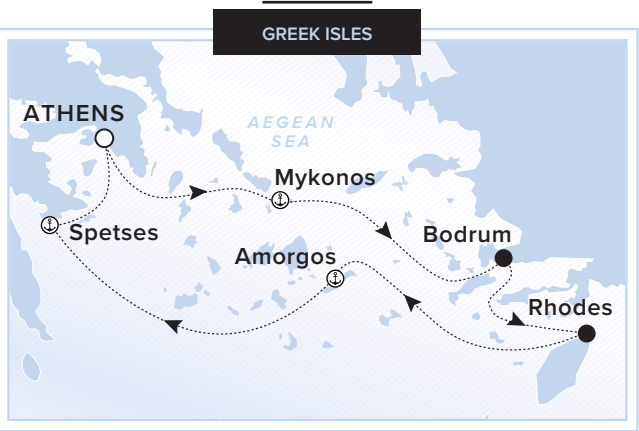 GREEK ISLES
ATHENS
AEGEAN
SEA
Mykonos
Spetses
Bodrum
Amorgos
Rhodes